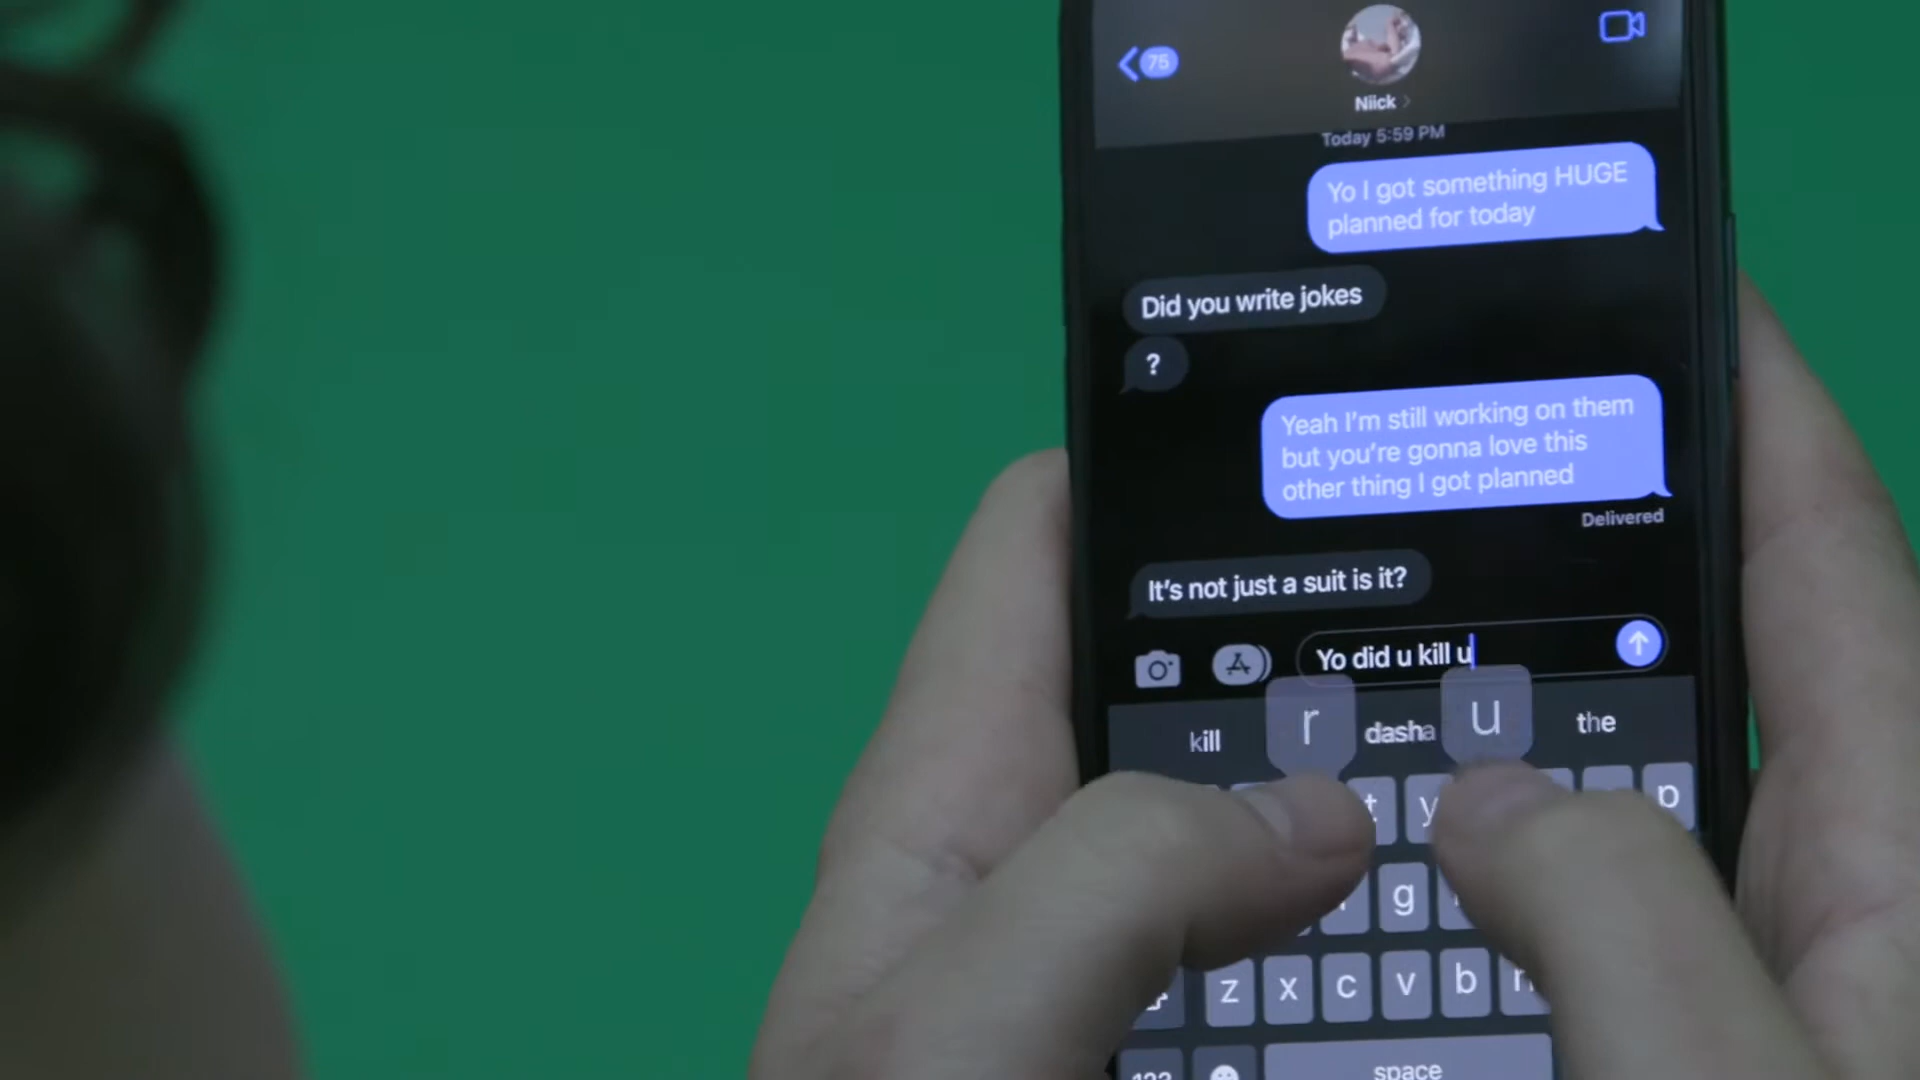 75
Niick
Today 5:59 PM
Yo I got something HUGE
planned for today
Did you write jokes
?
Yeah I'm still working on them
but you're gonna love this
other thing I got planned
Delivered
It's not just a suit is it?
Yo did u kill u
kill r dasha u the
t y p
g
z x c v b
123 space